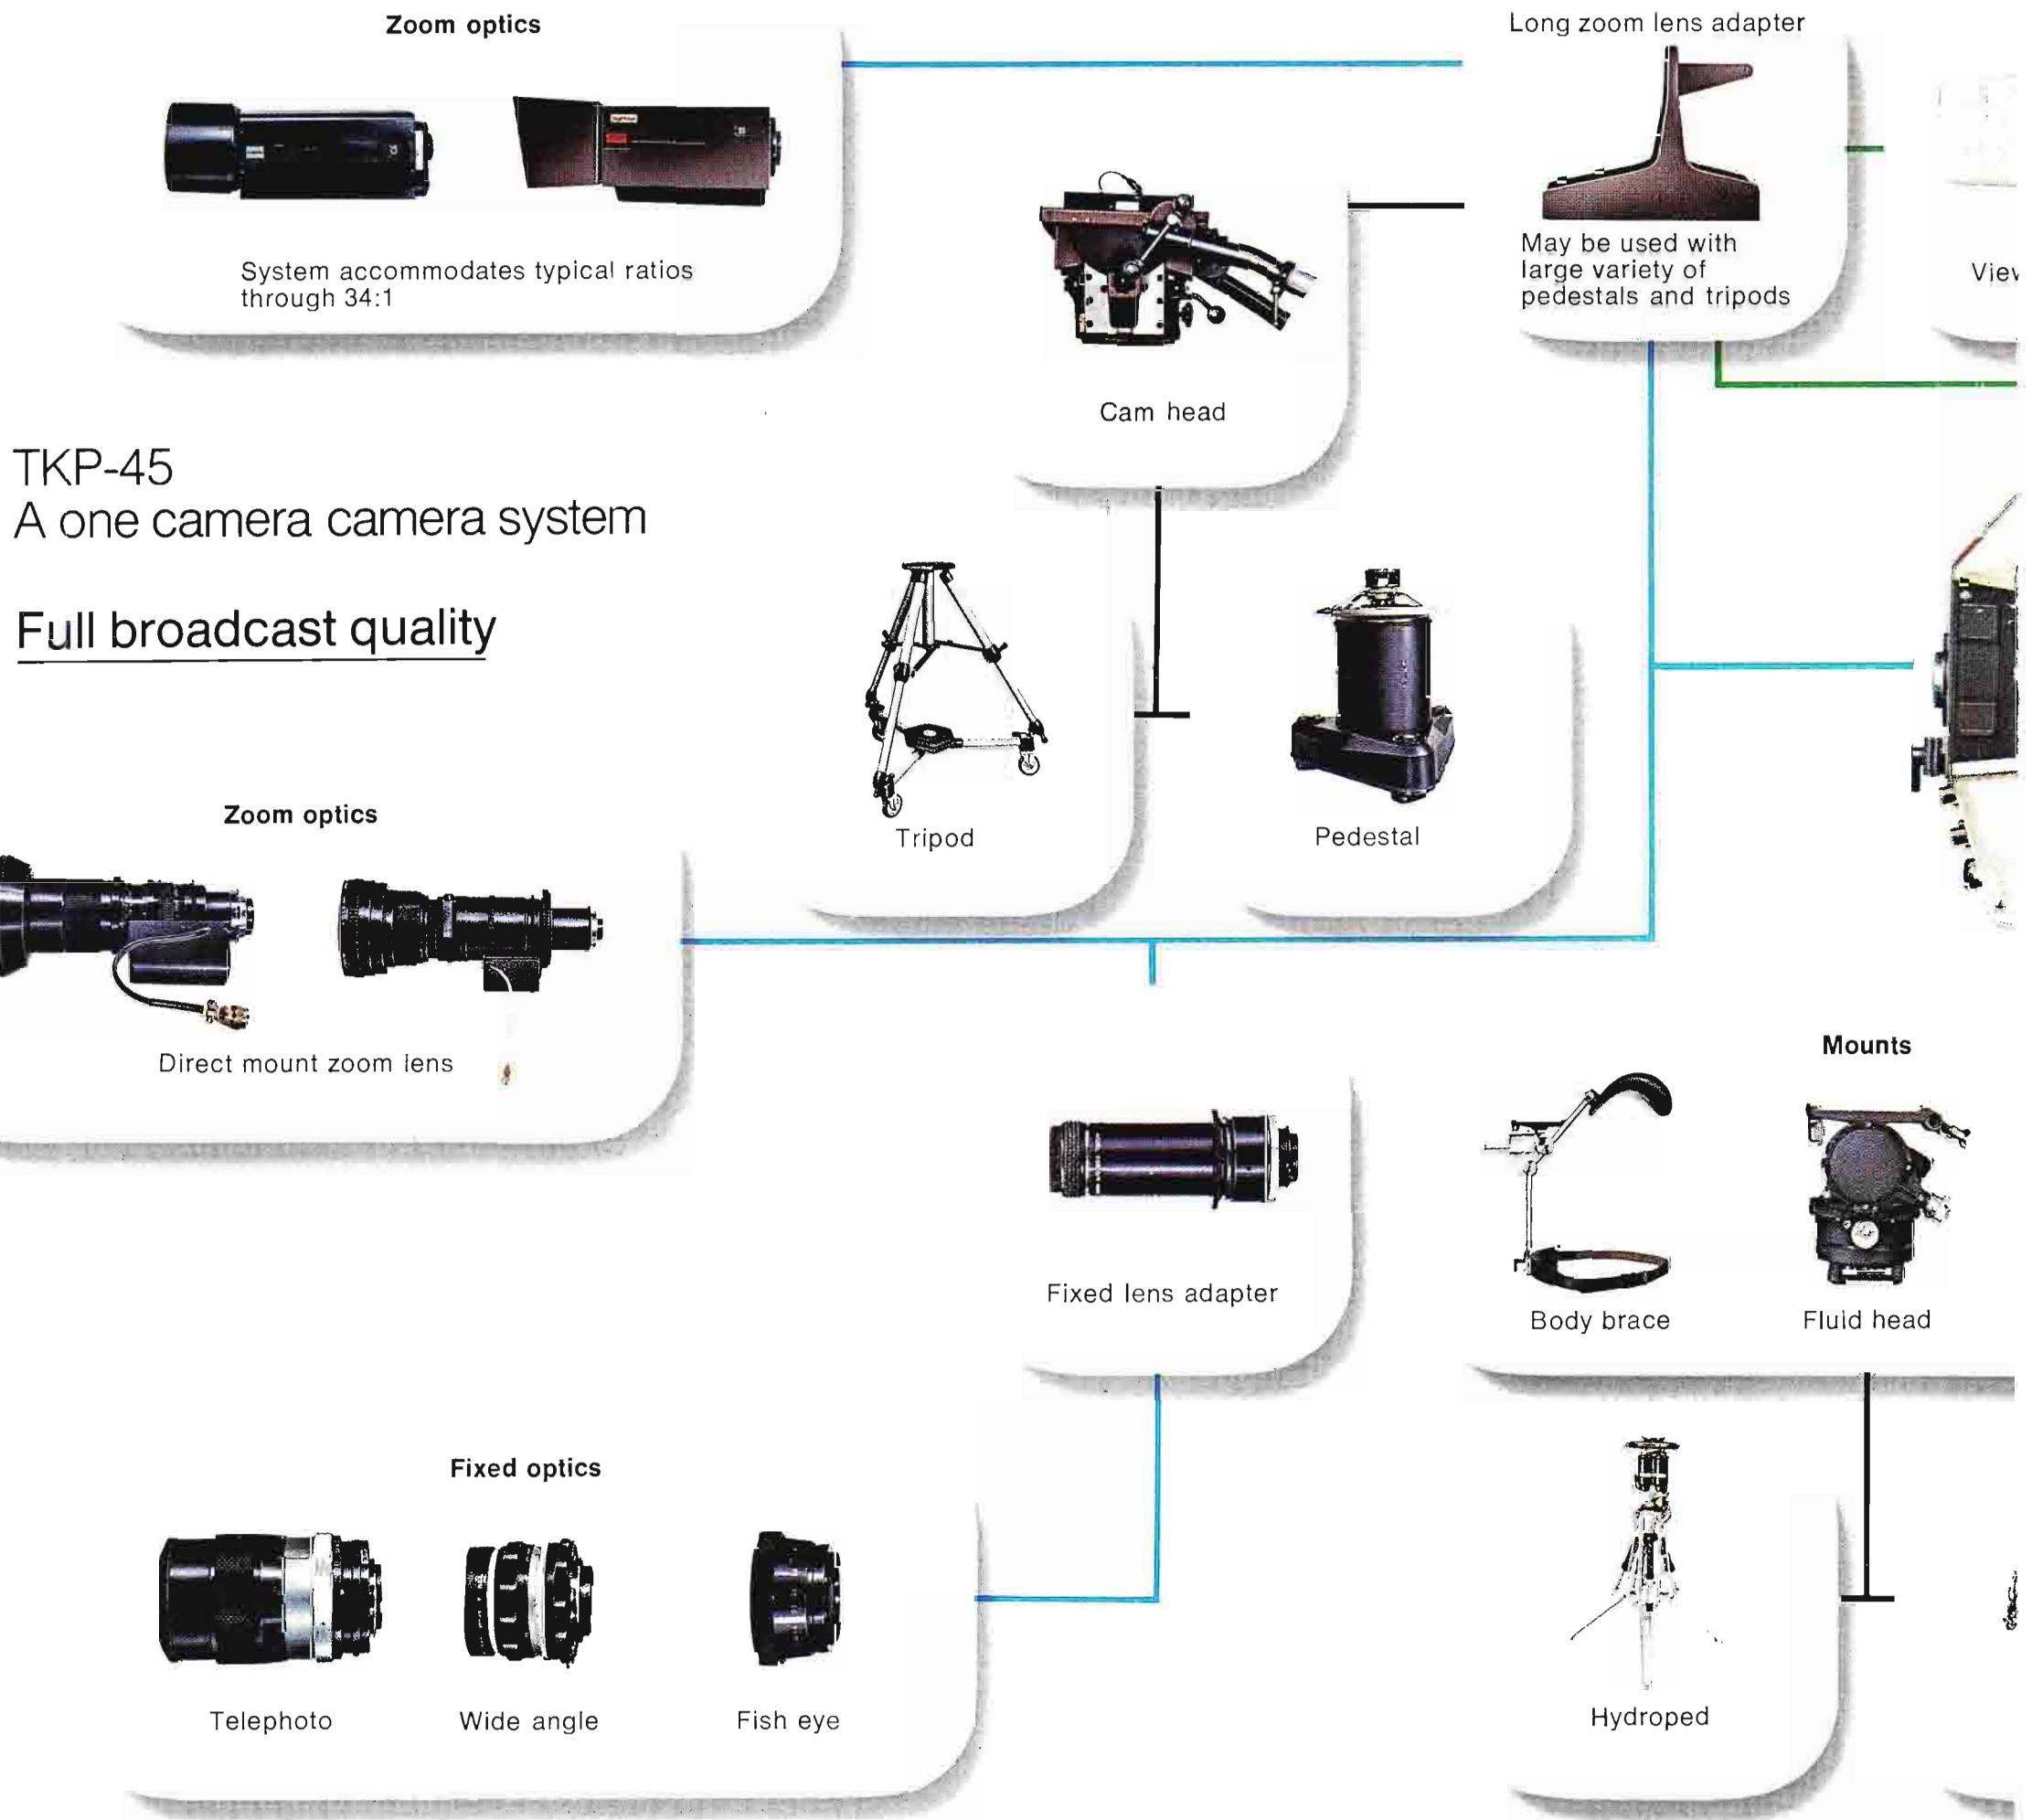 Zoom optics
System accommodates typical ratios
through 34:1
Long zoom lens adapter
May be used with
large variety of
pedestals and tripods
Cam head
TKP-45
A one camera camera system
Full broadcast quality
Tripod
Pedestal
Zoom optics
Direct mount zoom lens
Fixed lens adapter
Mounts
Body brace
Fluid head
Fixed optics
Telephoto
Wide angle
Fish eye
Hydroped